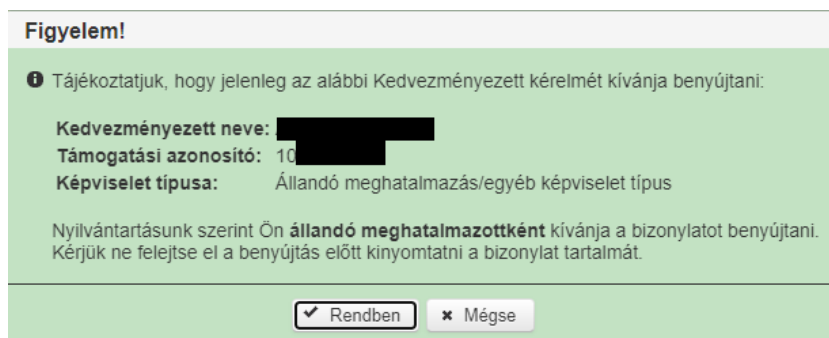 Figyelem!
Tájékoztatjuk, hogy jelenleg az alábbi Kedvezményezett kérelmét kívánja benyújtani:
Kedvezményezett neve:
Támogatási azonosító: 10
Képviselet típusa: Állandó meghatalmazás/egyéb képviselet típus
Nyilvántartásunk szerint Ön állandó meghatalmazottként kívánja a bizonylatot benyújtani.
Kérjük ne felejtse el a benyújtás előtt kinyomtatni a bizonylat tartalmát.
Rendben Mégse